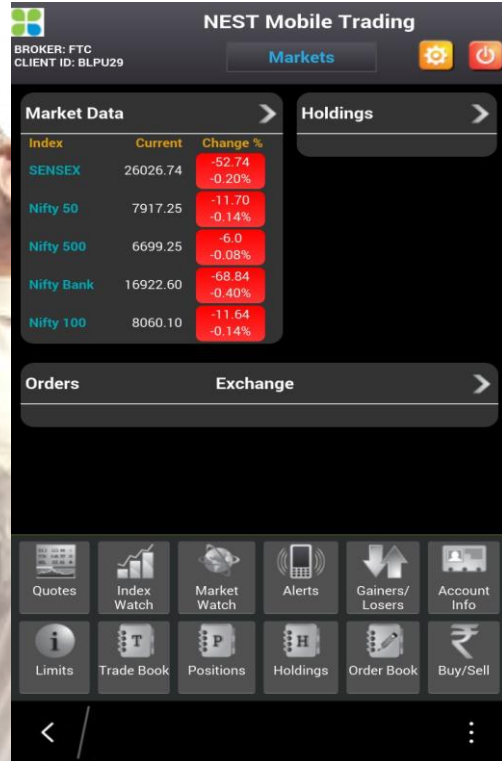 NEST Mobile Trading
BROKER: FTC
CLIENT ID: BLPU29
Markets
Market Data
Index Current Change %
SENSEX 26026.74 -52.74
-0.20%
Nifty 50 7917.25 -11.70
-0.14%
Nifty 500 6699.25 -6.0
-0.08%
Nifty Bank 16922.60 -68.84
-0.40%
Nifty 100 8060.10 -11.64
-0.14%
Holdings
Orders Exchange
Quotes
Index
Watch
Market
Watch
Alerts
Gainers/
Losers
Account
Info
i
Limits
T
Trade Book
P
Positions
H
Holdings
Order Book
₹
Buy/Sell